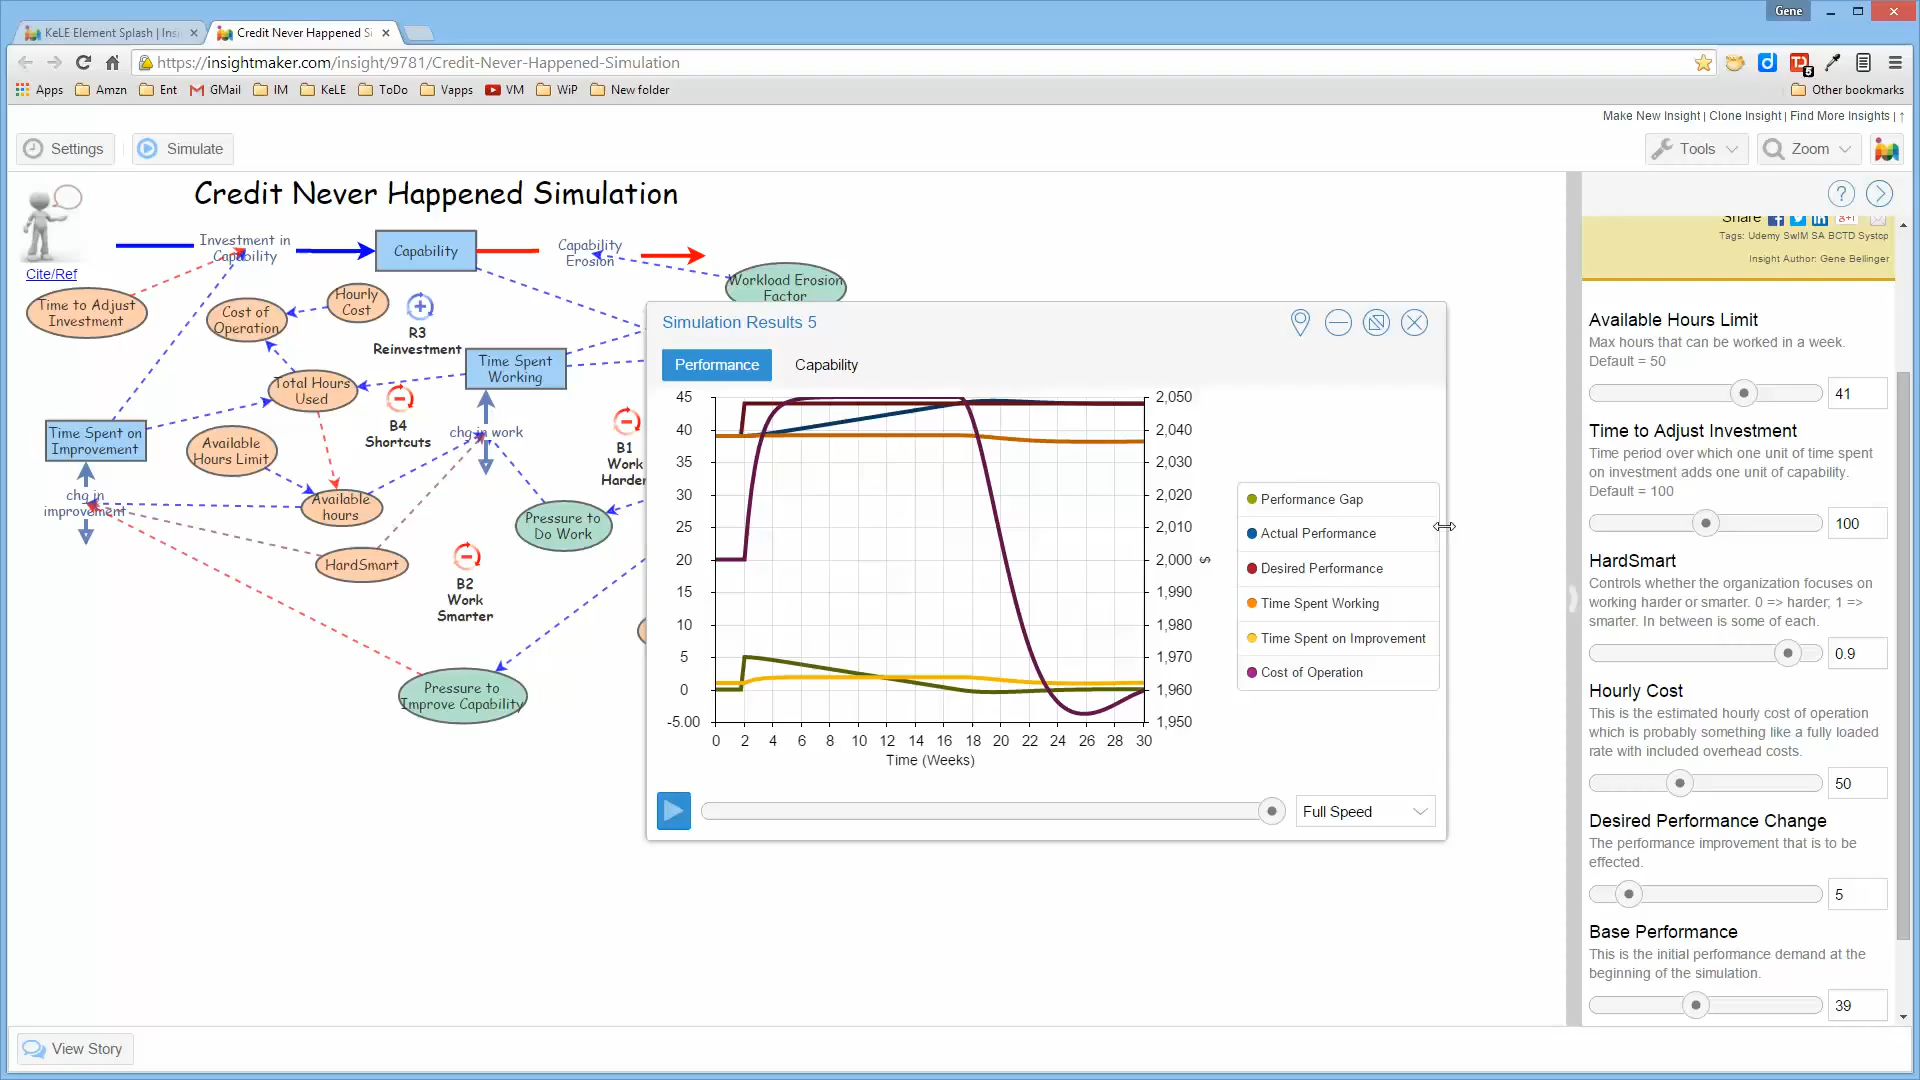 Gene
KeLE Element Splash | Insi
Credit Never Happened Si
https://insightmaker.com/insight/9781/Credit-Never-Happened-Simulation
Apps
Amzn
Ent
GMail
IM
KeLE
ToDo
Vapps
VM
WiP
New folder
Other bookmarks
Make New Insight | Clone Insight | Find More Insights | ↑
Settings
Simulate
Tools
Zoom
Credit Never Happened Simulation
Cite/Ref
Investment in
Capability
Capability
Capability
Erosion
Workload Erosion
Factor
Time to Adjust
Investment
Cost of
Operation
Hourly
Cost
R3
Reinvestment
Time Spent
Working
Total Hours
Used
B4
Shortcuts
chg in work
B1
Work
Harder
Time Spent on
Improvement
Available
Hours Limit
chg in
improvement
Available
hours
Pressure to
Do Work
HardSmart
B2
Work
Smarter
Pressure to
Improve Capability
Simulation Results 5
Performance
Capability
45
40
35
30
25
20
15
10
5
0
-5.00
2,050
2,040
2,030
2,020
2,010
2,000
1,990
1,980
1,970
1,960
1,950
$
0 2 4 6 8 10 12 14 16 18 20 22 24 26 28 30
Time (Weeks)
Performance Gap
Actual Performance
Desired Performance
Time Spent Working
Time Spent on Improvement
Cost of Operation
Full Speed
Share
Tags: Udemy SwIM SA BCTD Systop
Insight Author: Gene Bellinger
Available Hours Limit
Max hours that can be worked in a week.
Default = 50
41
Time to Adjust Investment
Time period over which one unit of time spent
on investment adds one unit of capability.
Default = 100
100
HardSmart
Controls whether the organization focuses on
working harder or smarter. 0 => harder; 1 =>
smarter. In between is some of each.
0.9
Hourly Cost
This is the estimated hourly cost of operation
which is probably something like a fully loaded
rate with included overhead costs.
50
Desired Performance Change
The performance improvement that is to be
effected.
5
Base Performance
This is the initial performance demand at the
beginning of the simulation.
39
View Story